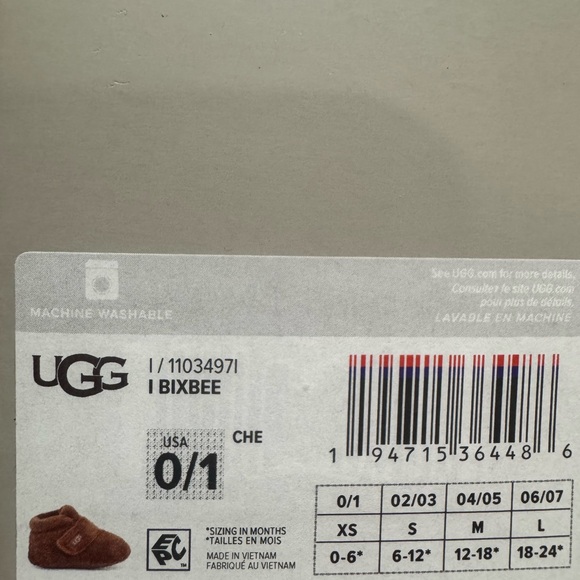 MACHINE WASHABLE
See UGG.com for more details.
Consultez le site UGG.com
pour plus de détails.
LAVABLE EN MACHINE
UGG
I / 1103497I
I BIXBEE
USA
0/1
CHE
1 94715 36448 6
UGG
EPC™
*SIZING IN MONTHS
*TAILLES EN MOIS
MADE IN VIETNAM
FABRIQUÉ AU VIETNAM
0/1 02/03 04/05 06/07
XS S M L
0-6* 6-12* 12-18* 18-24*